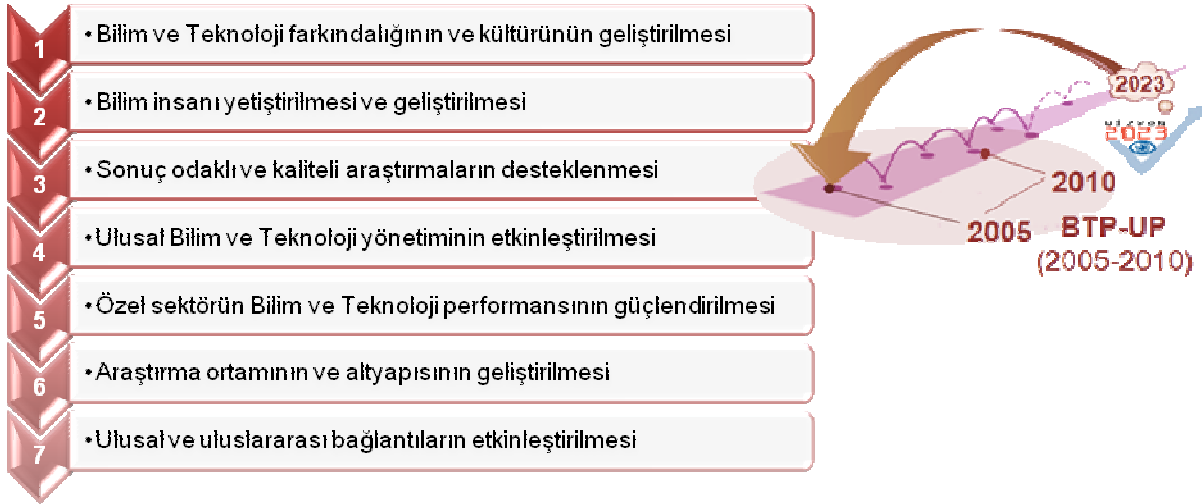 1
• Bilim ve Teknoloji farkındalığının ve kültürünün geliştirilmesi
2
• Bilim insanı yetiştirilmesi ve geliştirilmesi
3
• Sonuç odaklı ve kaliteli araştırmaların desteklenmesi
4
• Ulusal Bilim ve Teknoloji yönetiminin etkinleştirilmesi
5
• Özel sektörün Bilim ve Teknoloji performansının güçlendirilmesi
6
• Araştırma ortamının ve altyapısının geliştirilmesi
7
• Ulusal ve uluslararası bağlantıların etkinleştirilmesi
2023
vizyon
2023
2010
2005
BTP-UP
(2005-2010)